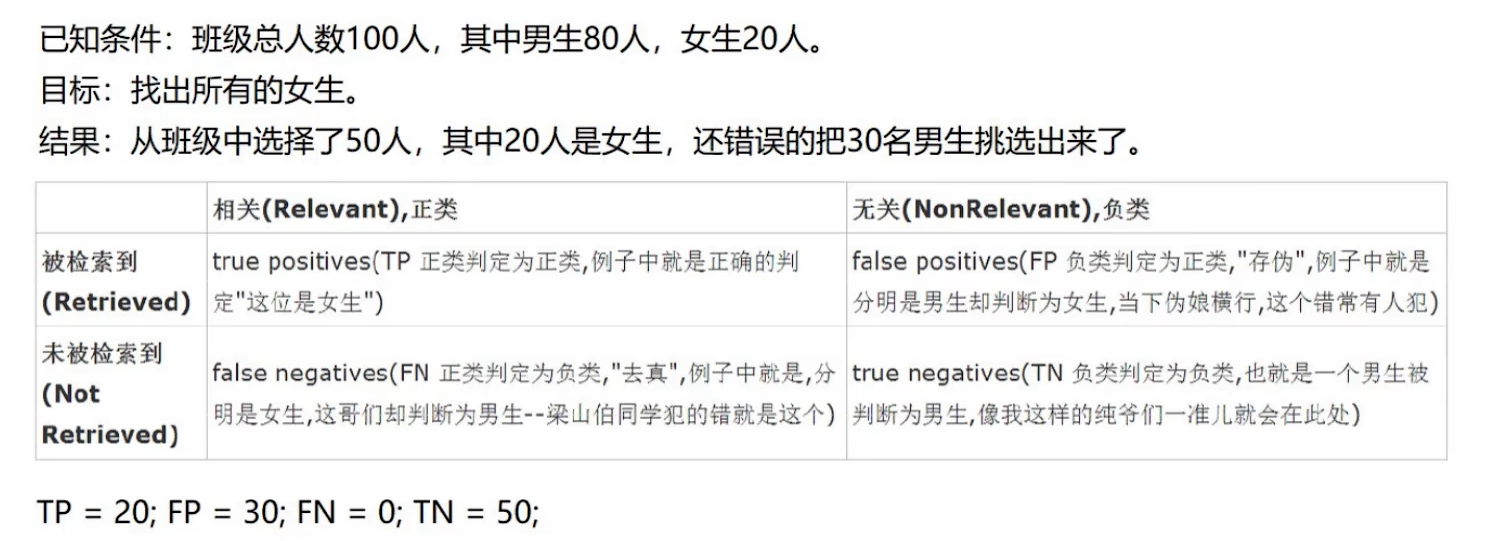 已知条件：班级总人数100人，其中男生80人，女生20人。
目标：找出所有的女生。
结果：从班级中选择了50人，其中20人是女生，还错误的把30名男生挑选出来了。
相关(Relevant),正类
无关(NonRelevant),负类
被检索到
(Retrieved)
true positives(TP 正类判定为正类,例子中就是正确的判
定"这位是女生")
false positives(FP 负类判定为正类,"存伪",例子中就是
分明是男生却判断为女生,当下伪娘横行,这个错常有人犯)
未被检索到
(Not
Retrieved)
false negatives(FN 正类判定为负类,"去真",例子中就是,分
明是女生,这哥们却判断为男生--梁山伯同学犯的错就是这个)
true negatives(TN 负类判定为负类,也就是一个男生被
判断为男生,像我这样的纯爷们一准儿就会在此处)
TP = 20; FP = 30; FN = 0; TN = 50;